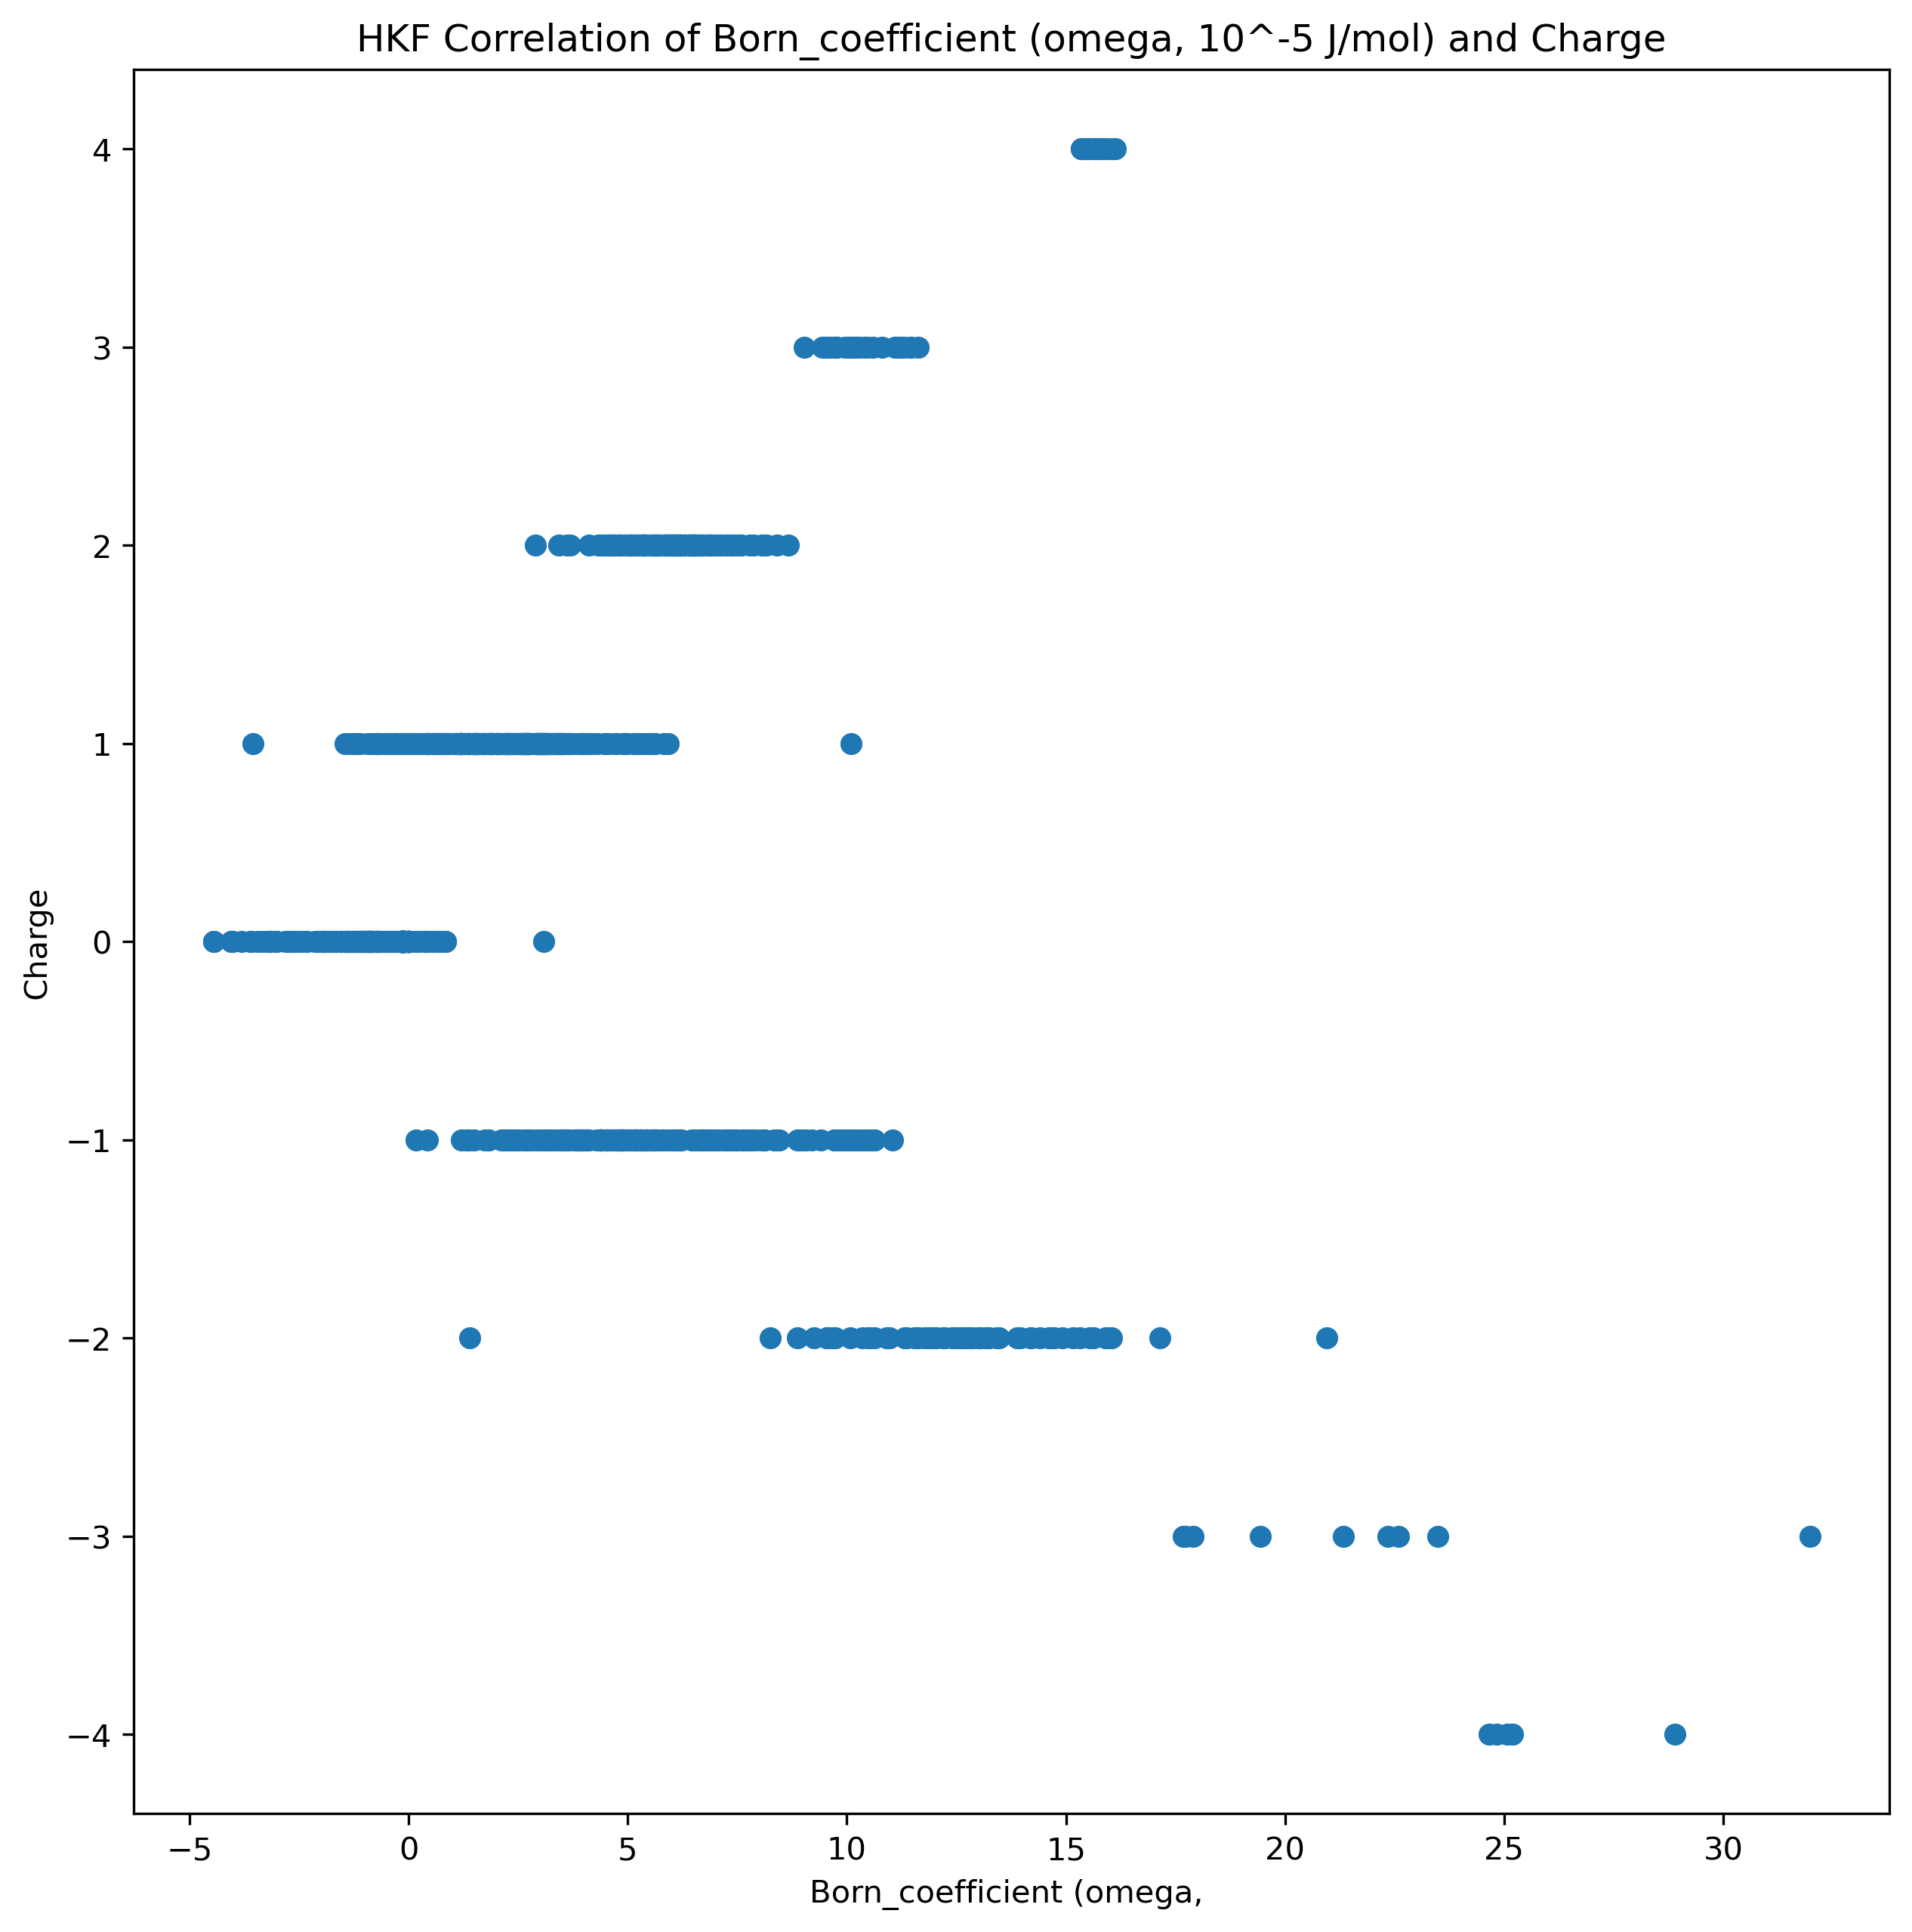 HKF Correlation of Born_coefficient (omega, 10^-5 J/mol) and Charge
Charge
4
3
2
1
0
−1
−2
−3
−4
−5 0 5 10 15 20 25 30
Born_coefficient (omega,